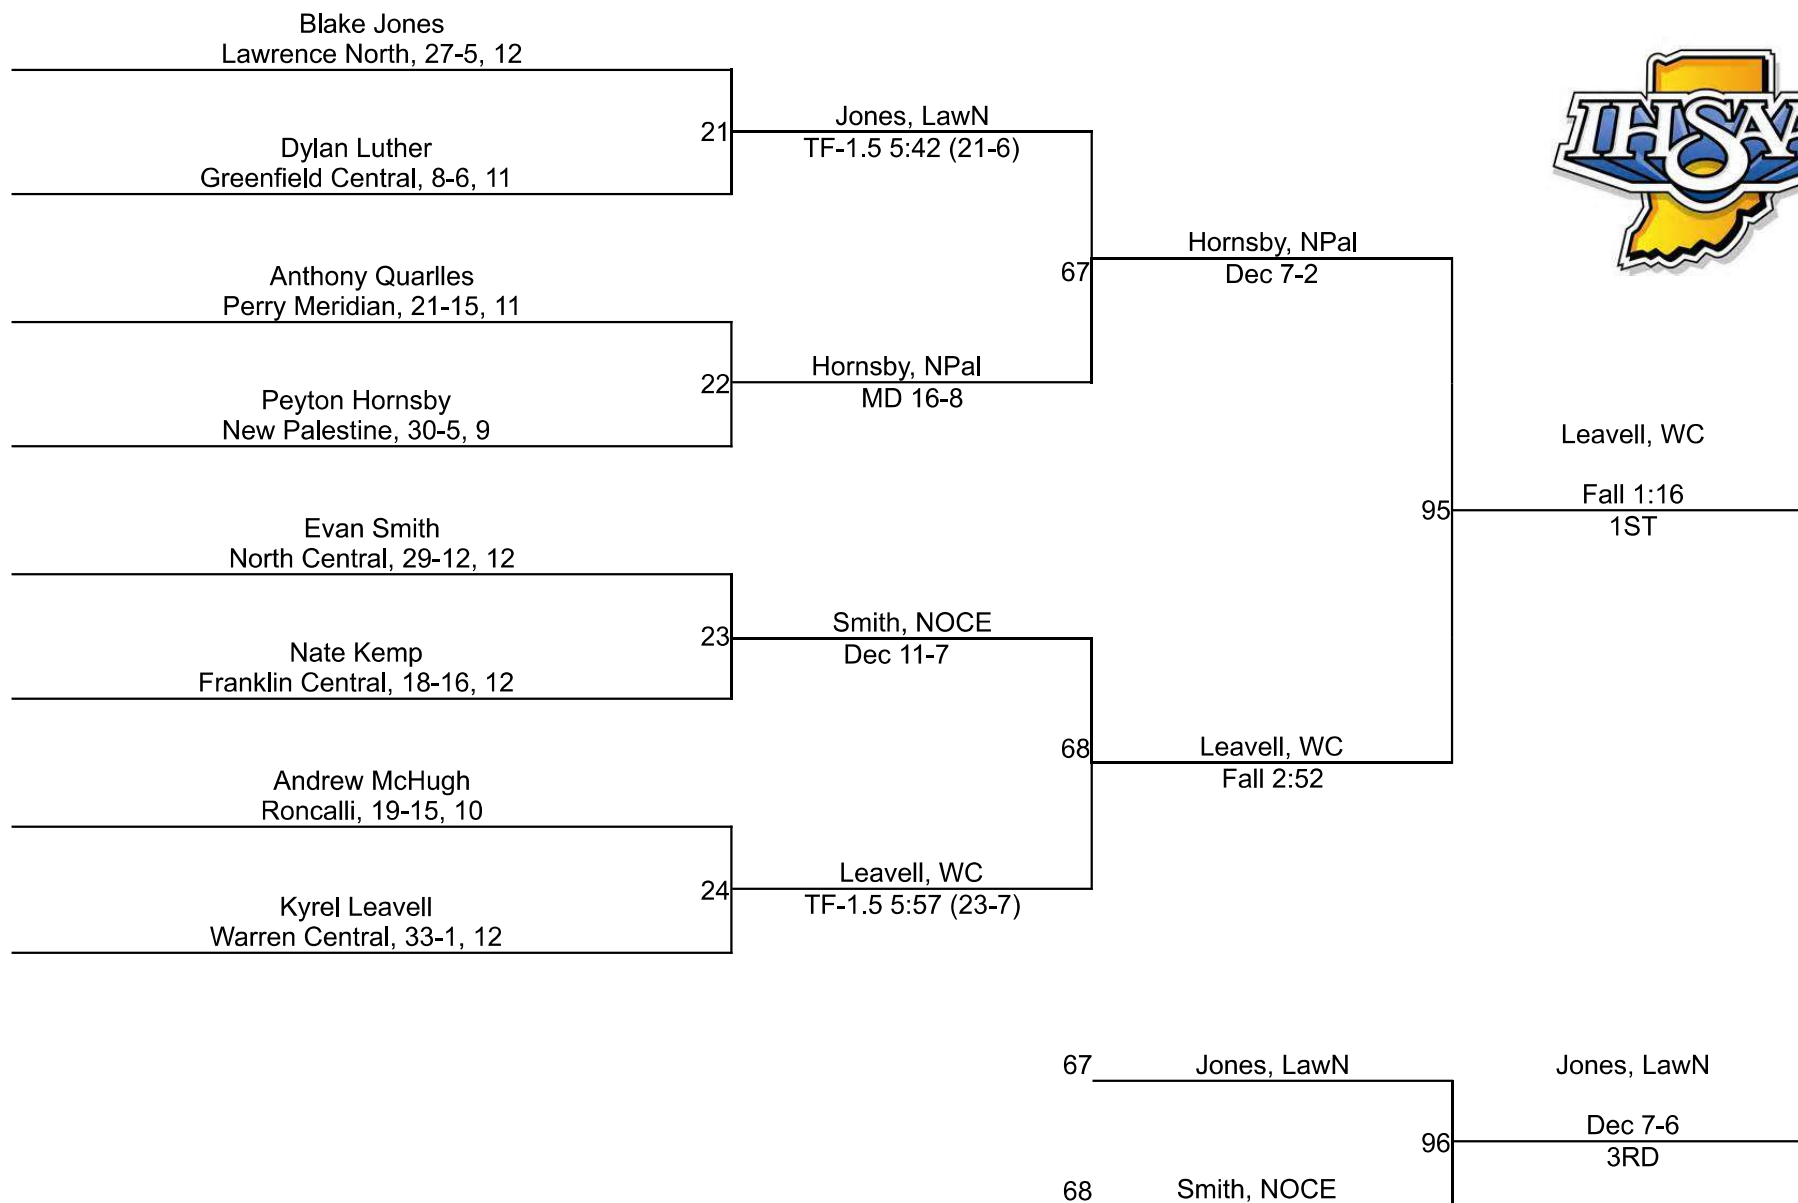 Blake Jones
Lawrence North, 27-5, 12
21
Jones, LawN
TF-1.5 5:42 (21-6)
Dylan Luther
Greenfield Central, 8-6, 11
IHSAA
Hornsby, NPal
67
Dec 7-2
Anthony Quarlles
Perry Meridian, 21-15, 11
22
Hornsby, NPal
MD 16-8
Peyton Hornsby
New Palestine, 30-5, 9
Leavell, WC
95
Fall 1:16
1ST
Evan Smith
North Central, 29-12, 12
23
Smith, NOCE
Dec 11-7
Nate Kemp
Franklin Central, 18-16, 12
68
Leavell, WC
Fall 2:52
Andrew McHugh
Roncalli, 19-15, 10
24
Leavell, WC
TF-1.5 5:57 (23-7)
Kyrel Leavell
Warren Central, 33-1, 12
67
Jones, LawN
Jones, LawN
96
Dec 7-6
3RD
68
Smith, NOCE